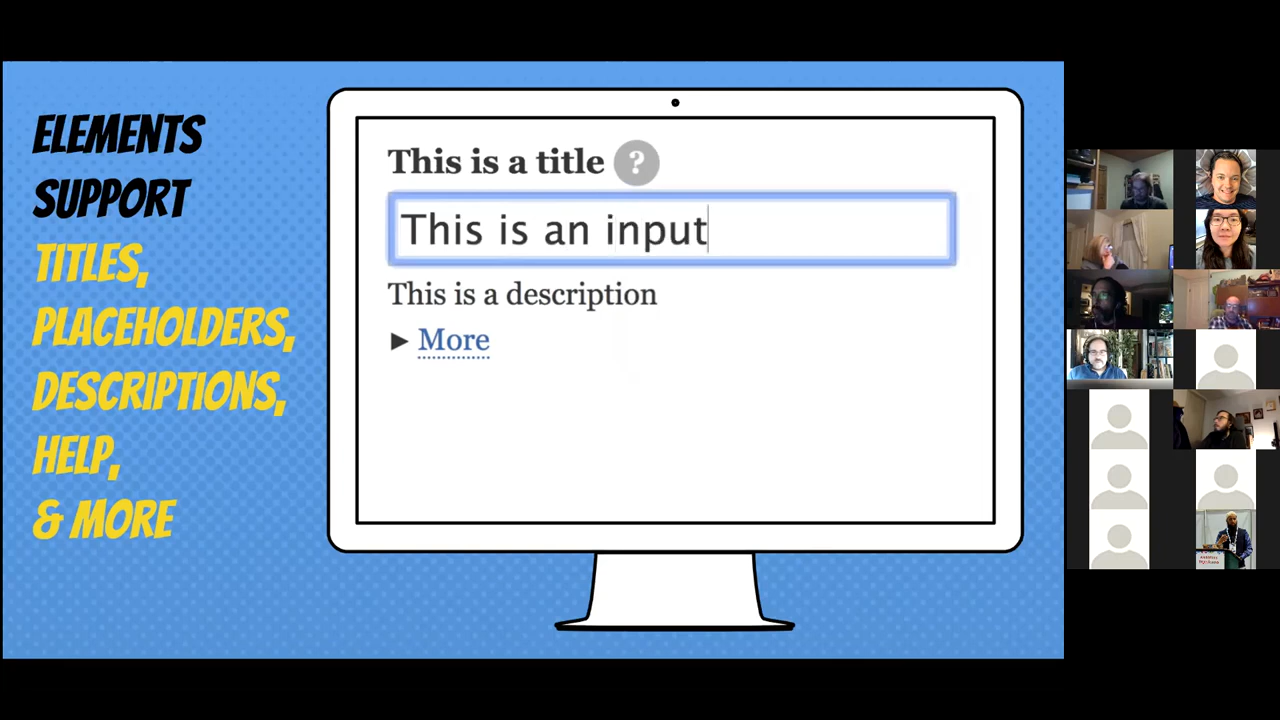 ELEMENTS
SUPPORT
TITLES,
PLACEHOLDERS,
DESCRIPTIONS,
HELP,
& MORE
This is a title ?
This is an input
This is a description
▶ More